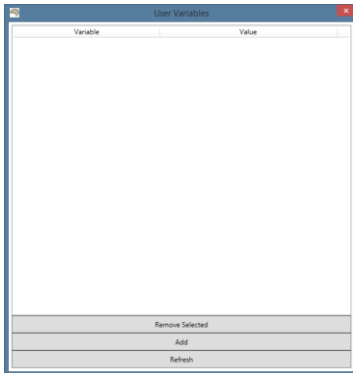 User Variables
Variable Value
Remove Selected
Add
Refresh